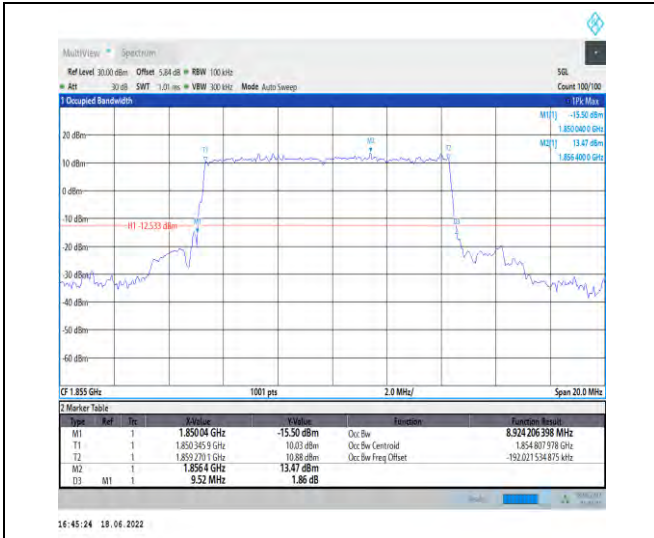 MultiView Spectrum
Ref Level 30.00 dBm Offset 5.84 dB RBW 100 kHz SGL
Att 30 dB SWT 1.01 ms VBW 300 kHz Mode Auto Sweep Count 100/100
1 Occupied Bandwidth 1Pk Max
M1[1] -15.50 dBm
1.850040 0 GHz
M2[1] 13.47 dBm
1.856400 0 GHz
20 dBm
M2
T1
T2
10 dBm
0 dBm
-10 dBm
H1 -12.533 dBm
M1
D3
-20 dBm
-30 dBm
-40 dBm
-50 dBm
-60 dBm
CF 1.855 GHz 1001 pts 2.0 MHz/ Span 20.0 MHz
2 Marker Table
Type Ref Trc X-Value Y-Value Function Function Result
M1 1 1.85004 GHz -15.50 dBm Occ Bw 8.924 206 398 MHz
T1 1 1.850 345 9 GHz 10.03 dBm Occ Bw Centroid 1.854 807 978 GHz
T2 1 1.859 270 1 GHz 10.88 dBm Occ Bw Freq Offset -192.021 534 875 kHz
M2 1 1.8564 GHz 13.47 dBm
D3 M1 1 9.52 MHz 1.86 dB
16:45:24 18.06.2022